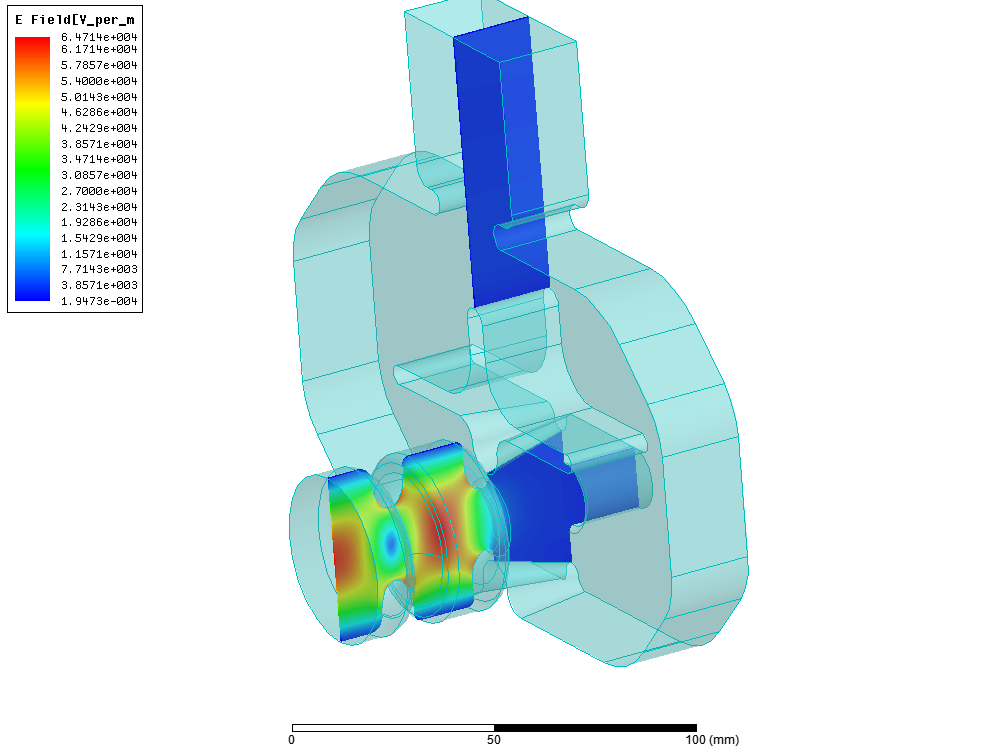 E Field[V_per_m
6.4714e+004
6.1714e+004
5.7857e+004
5.4000e+004
5.0143e+004
4.6286e+004
4.2429e+004
3.8571e+004
3.4714e+004
3.0857e+004
2.7000e+004
2.3143e+004
1.9286e+004
1.5429e+004
1.1571e+004
7.7143e+003
3.8571e+003
1.9473e-004
0 50 100 (mm)